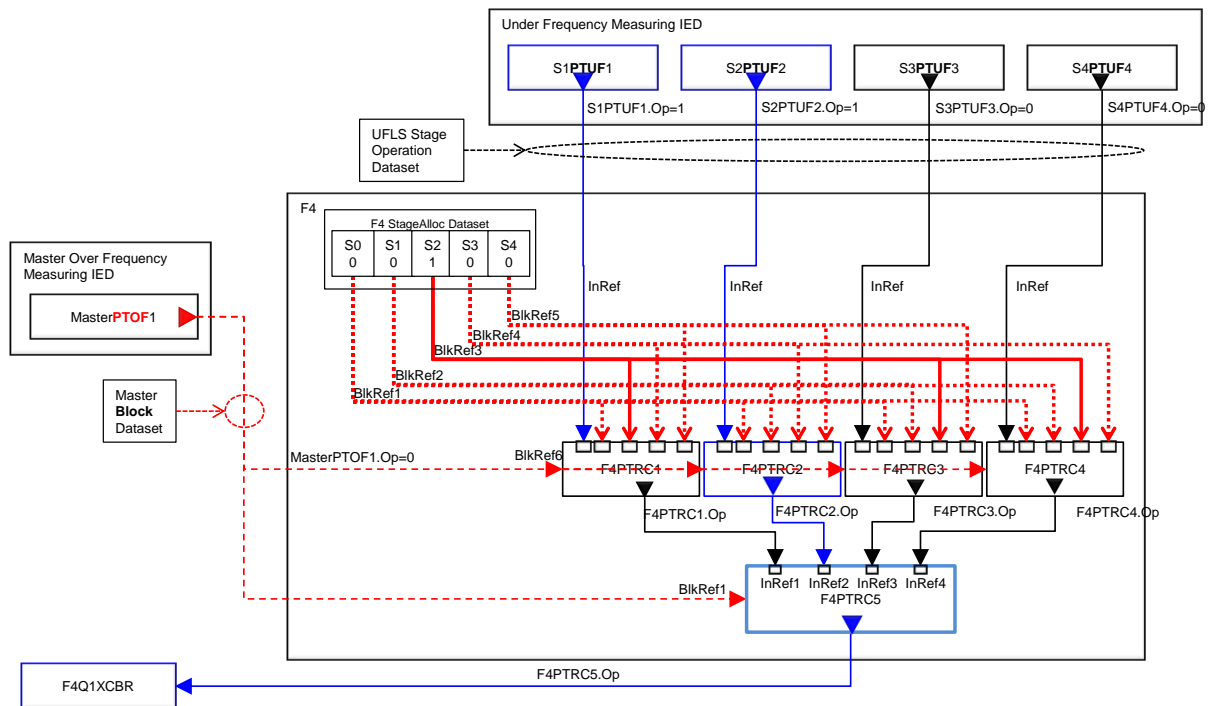 Under Frequency Measuring IED
S1PTUF1
S2PTUF2
S3PTUF3
S4PTUF4
S1PTUF1.Op=1
S2PTUF2.Op=1
S3PTUF3.Op=0
S4PTUF4.Op=0
UFLS Stage
Operation
Dataset
F4
F4 StageAlloc Dataset
S0 S1 S2 S3 S4
0 0 1 0 0
Master Over Frequency
Measuring IED
MasterPTOF1
InRef
InRef
InRef
InRef
BlkRef5
BlkRef4
BlkRef3
BlkRef2
BlkRef1
Master
Block
Dataset
MasterPTOF1.Op=0
BlkRef6
F4PTRC1
F4PTRC2
F4PTRC3
F4PTRC4
F4PTRC1.Op
F4PTRC2.Op
F4PTRC3.Op
F4PTRC4.Op
InRef1
InRef2
InRef3
InRef4
BlkRef1
F4PTRC5
F4PTRC5.Op
F4Q1XCBR